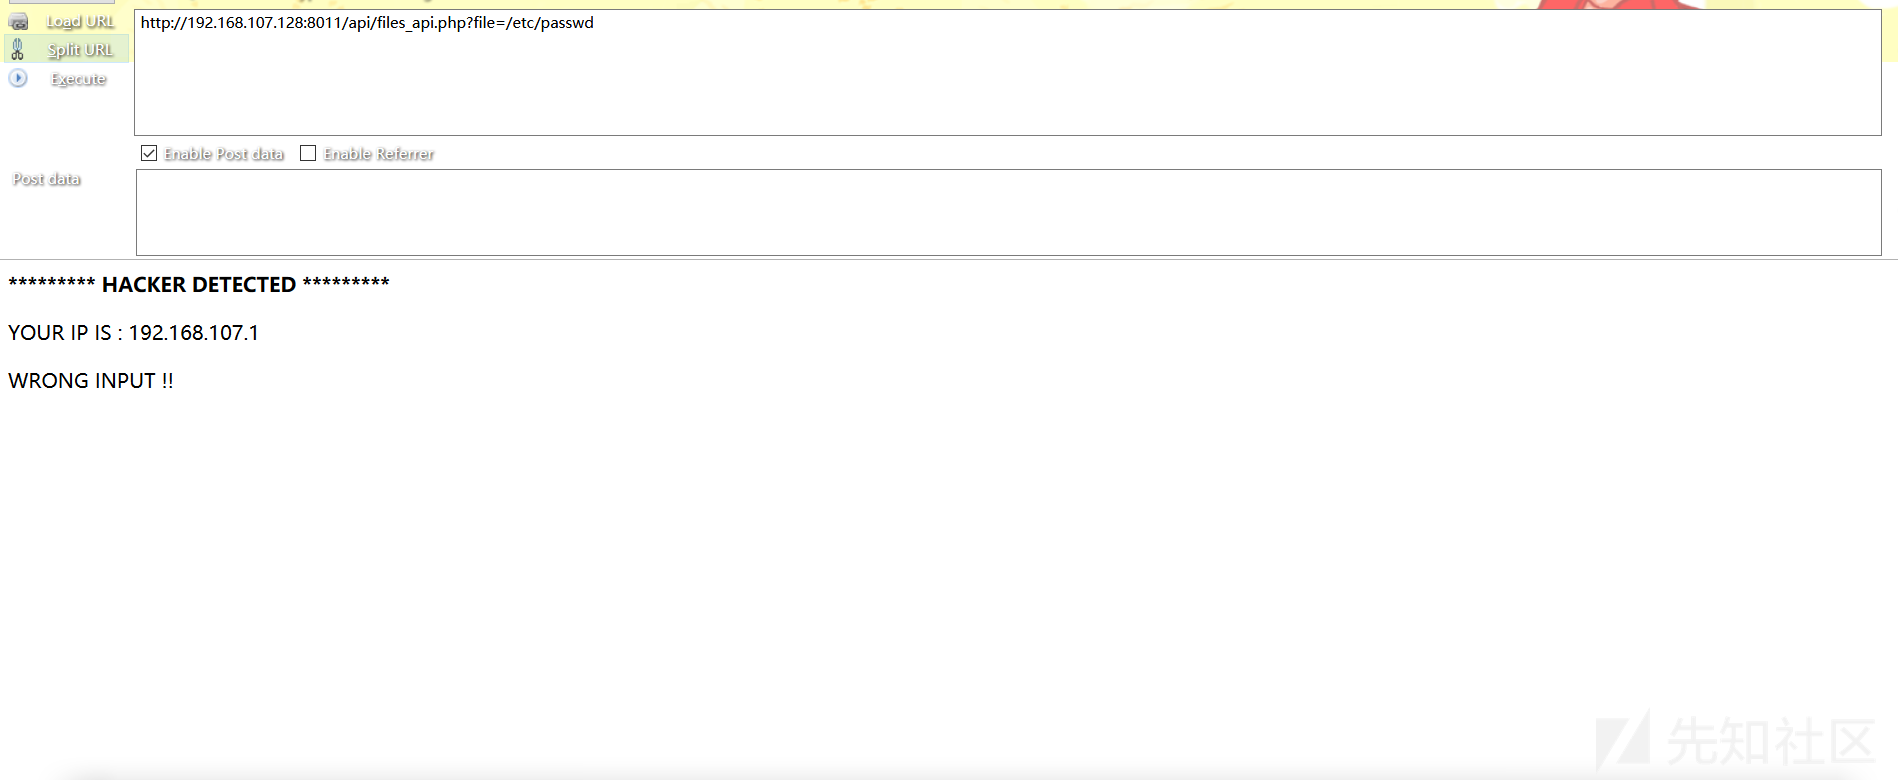 Load URL
http://192.168.107.128:8011/api/files_api.php?file=/etc/passwd
Split URL
Execute
Enable Post data
Enable Referrer
Post data
********* HACKER DETECTED *********
YOUR IP IS : 192.168.107.1
WRONG INPUT !!
先知社区